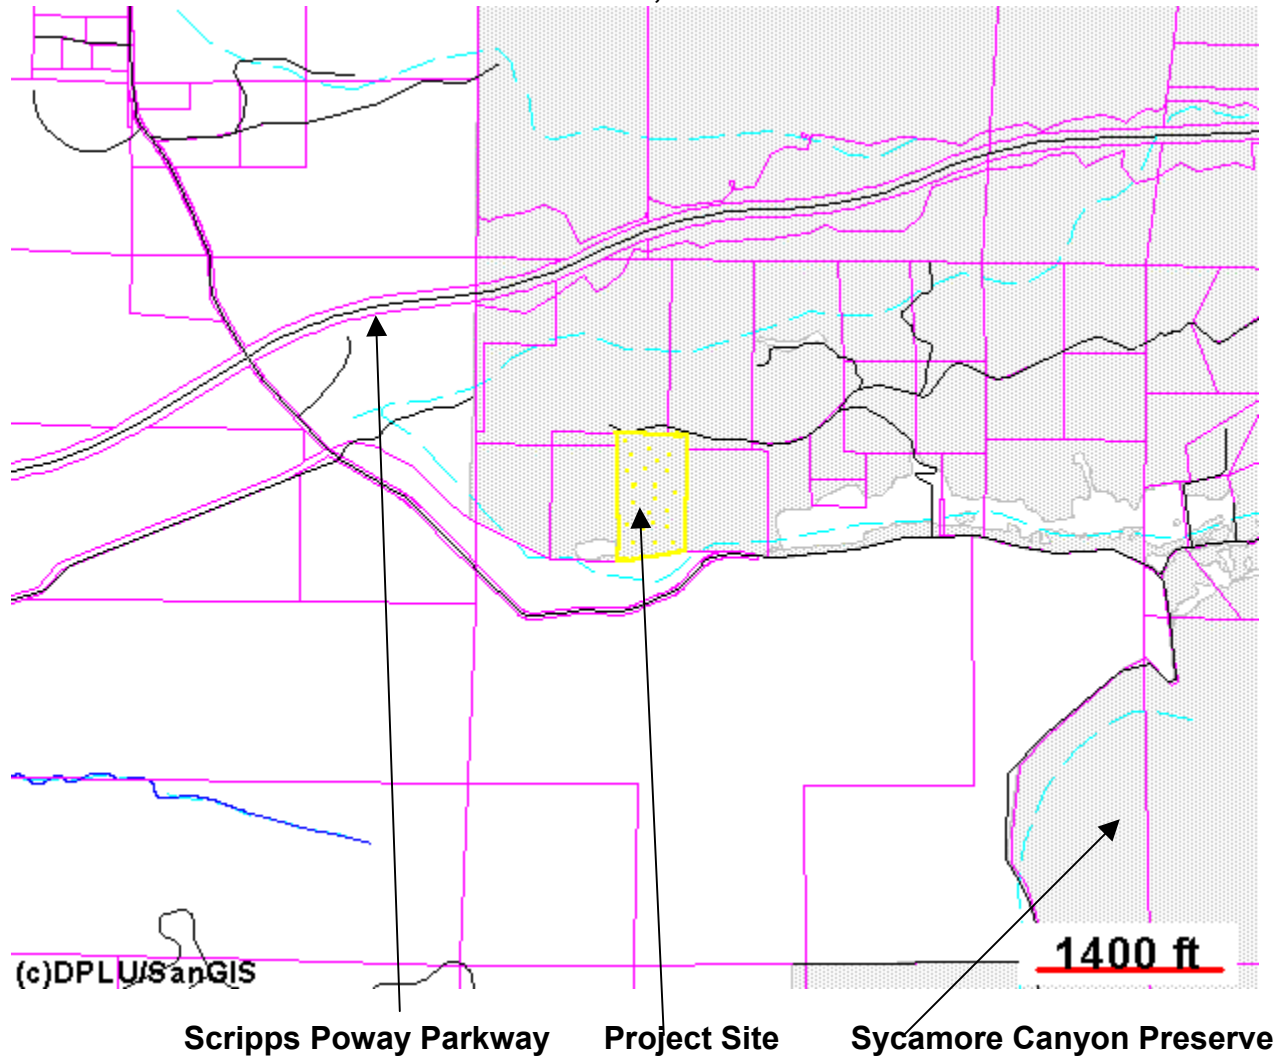 1400 ft
(c)DPLU/SanGIS
Scripps Poway Parkway
Project Site
Sycamore Canyon Preserve